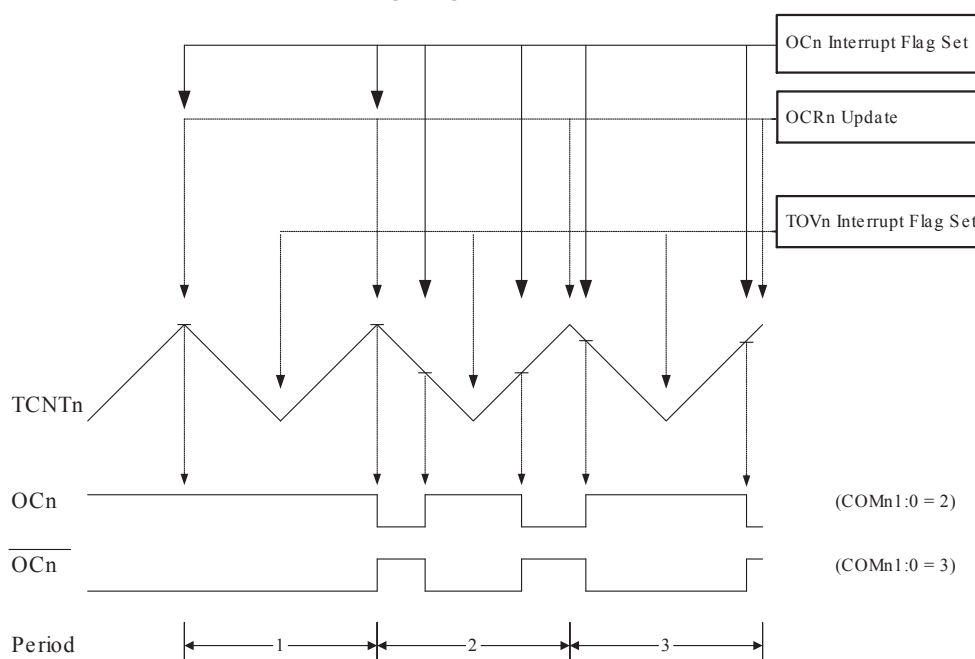 OCn Interrupt Flag Set
OCRn Update
TOVn Interrupt Flag Set
TCNTn
OCn
(COMn1:0 = 2)
OCn
(COMn1:0 = 3)
Period
1
2
3